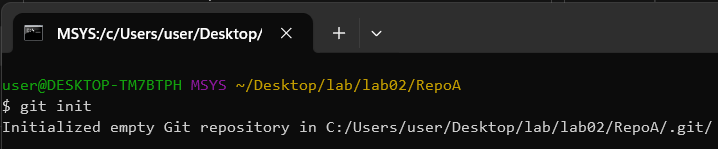 MSYS:/c/Users/user/Desktop/
user@DESKTOP-TM7BTPH MSYS ~/Desktop/lab/lab02/RepoA
$ git init
Initialized empty Git repository in C:/Users/user/Desktop/lab/lab02/RepoA/.git/